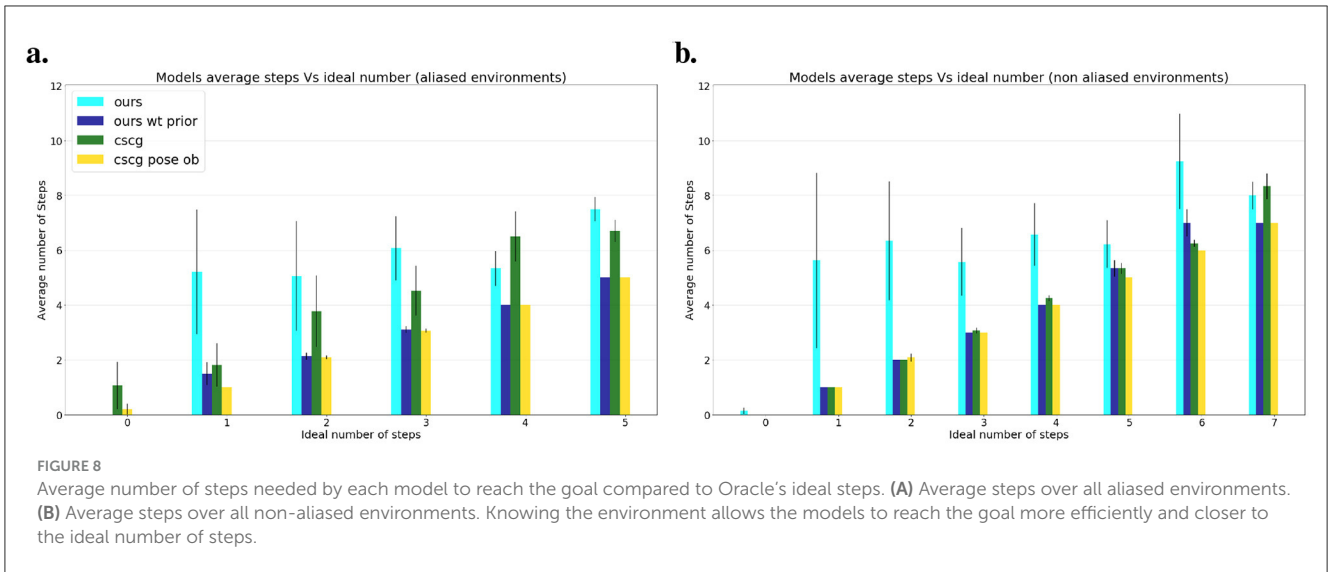 a.
Models average steps Vs ideal number (aliased environments)
12
10
8
6
4
2
0
Average number of Steps
ours
ours wt prior
cscg
cscg pose ob
0 1 2 3 4 5
Ideal number of steps
b.
Models average steps Vs ideal number (non aliased environments)
12
10
8
6
4
2
0
Average number of Steps
0 1 2 3 4 5 6 7
Ideal number of steps
FIGURE 8
Average number of steps needed by each model to reach the goal compared to Oracle's ideal steps. (A) Average steps over all aliased environments.
(B) Average steps over all non-aliased environments. Knowing the environment allows the models to reach the goal more efficiently and closer to
the ideal number of steps.